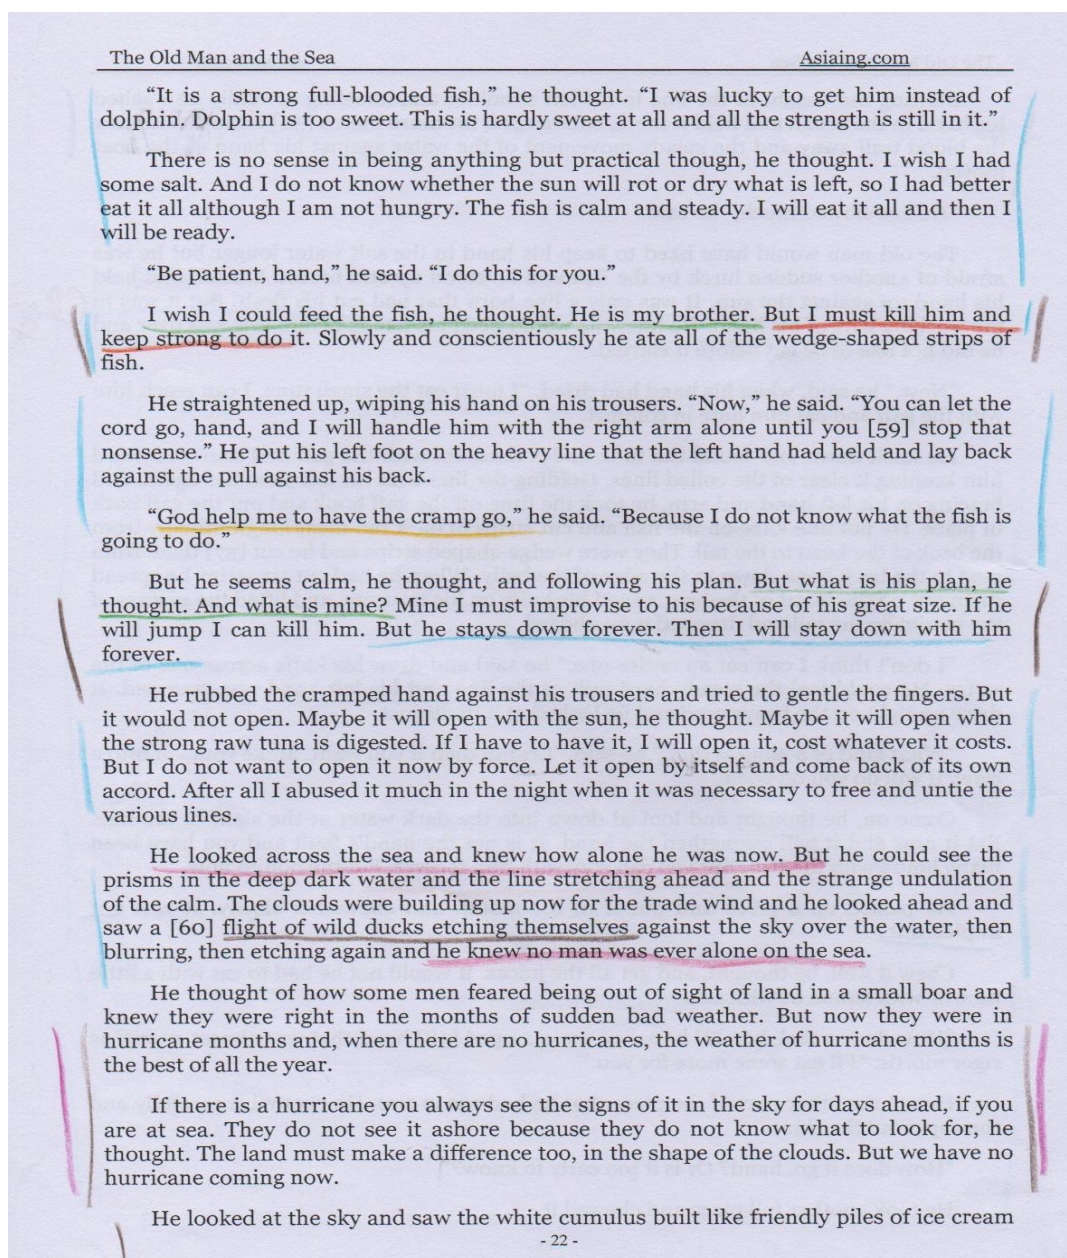 The Old Man and the Sea Asiaing.com
“It is a strong full-blooded fish,” he thought. “I was lucky to get him instead of
dolphin. Dolphin is too sweet. This is hardly sweet at all and all the strength is still in it.”
There is no sense in being anything but practical though, he thought. I wish I had
some salt. And I do not know whether the sun will rot or dry what is left, so I had better
eat it all although I am not hungry. The fish is calm and steady. I will eat it all and then I
will be ready.
“Be patient, hand,” he said. “I do this for you.”
I wish I could feed the fish, he thought. He is my brother. But I must kill him and
keep strong to do it. Slowly and conscientiously he ate all of the wedge-shaped strips of
fish.
He straightened up, wiping his hand on his trousers. “Now,” he said. “You can let the
cord go, hand, and I will handle him with the right arm alone until you [59] stop that
nonsense.” He put his left foot on the heavy line that the left hand had held and lay back
against the pull against his back.
“God help me to have the cramp go,” he said. “Because I do not know what the fish is
going to do.”
But he seems calm, he thought, and following his plan. But what is his plan, he
thought. And what is mine? Mine I must improvise to his because of his great size. If he
will jump I can kill him. But he stays down forever. Then I will stay down with him
forever.
He rubbed the cramped hand against his trousers and tried to gentle the fingers. But
it would not open. Maybe it will open with the sun, he thought. Maybe it will open when
the strong raw tuna is digested. If I have to have it, I will open it, cost whatever it costs.
But I do not want to open it now by force. Let it open by itself and come back of its own
accord. After all I abused it much in the night when it was necessary to free and untie the
various lines.
He looked across the sea and knew how alone he was now. But he could see the
prisms in the deep dark water and the line stretching ahead and the strange undulation
of the calm. The clouds were building up now for the trade wind and he looked ahead and
saw a [60] flight of wild ducks etching themselves against the sky over the water, then
blurring, then etching again and he knew no man was ever alone on the sea.
He thought of how some men feared being out of sight of land in a small boar and
knew they were right in the months of sudden bad weather. But now they were in
hurricane months and, when there are no hurricanes, the weather of hurricane months is
the best of all the year.
If there is a hurricane you always see the signs of it in the sky for days ahead, if you
are at sea. They do not see it ashore because they do not know what to look for, he
thought. The land must make a difference too, in the shape of the clouds. But we have no
hurricane coming now.
He looked at the sky and saw the white cumulus built like friendly piles of ice cream
- 22 -